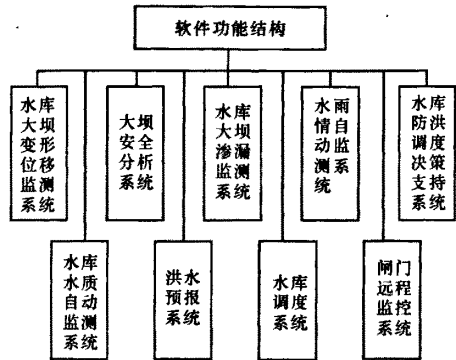 软件功能结构
水库
大坝
变形
位移
监测
系统
大坝
安全
分析
系统
水库
大坝
渗漏
监测
系统
水雨
情自
动监
测系
统
水库
防洪
调度
决策
支持
系统
水库
水质
自动
监测
系统
洪水
预报
系统
水库
调度
系统
闸门
远程
监控
系统